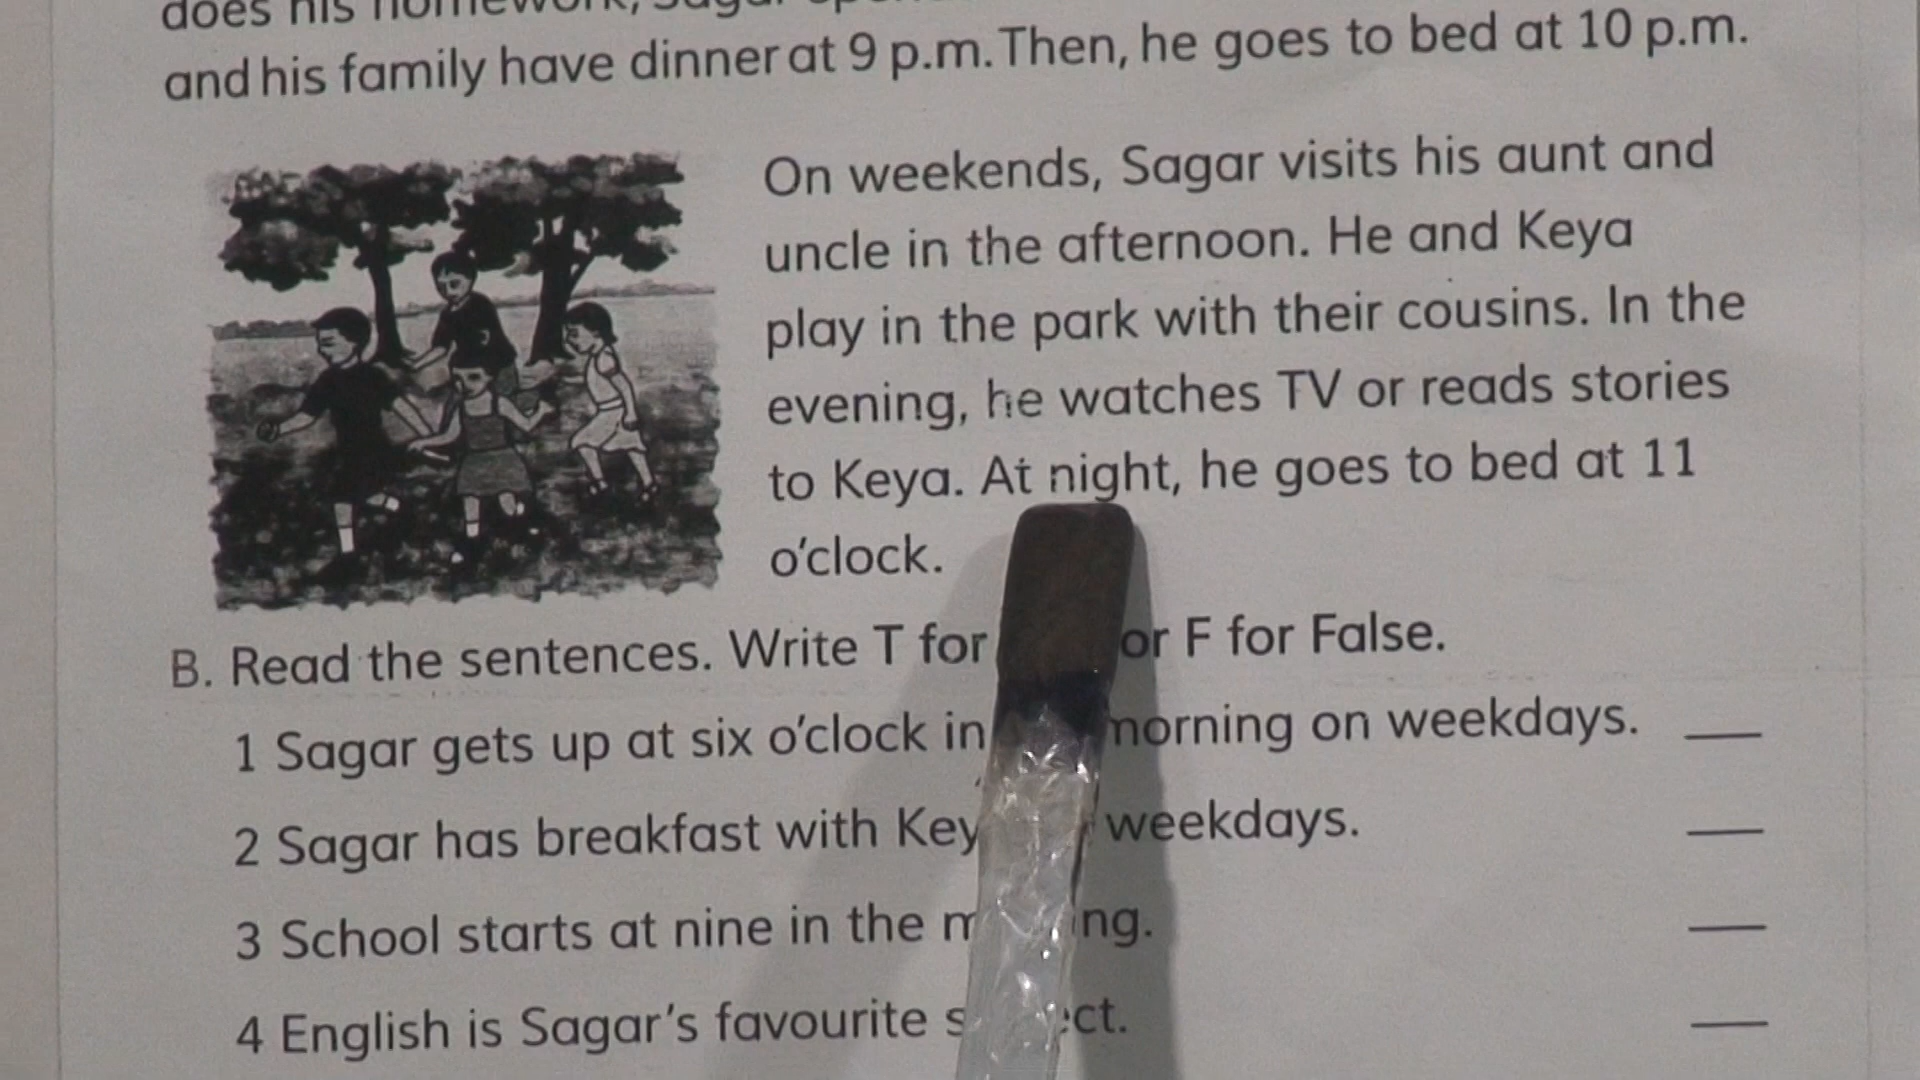 does his homework, Sagar
and his family have dinner at 9 p.m. Then, he goes to bed at 10 p.m.
On weekends, Sagar visits his aunt and
uncle in the afternoon. He and Keya
play in the park with their cousins. In the
evening, he watches TV or reads stories
to Keya. At night, he goes to bed at 11
o'clock.
B. Read the sentences. Write T for or F for False.
1 Sagar gets up at six o'clock in morning on weekdays.
2 Sagar has breakfast with weekdays.
3 School starts at nine in the
4 English is Sagar's favourite